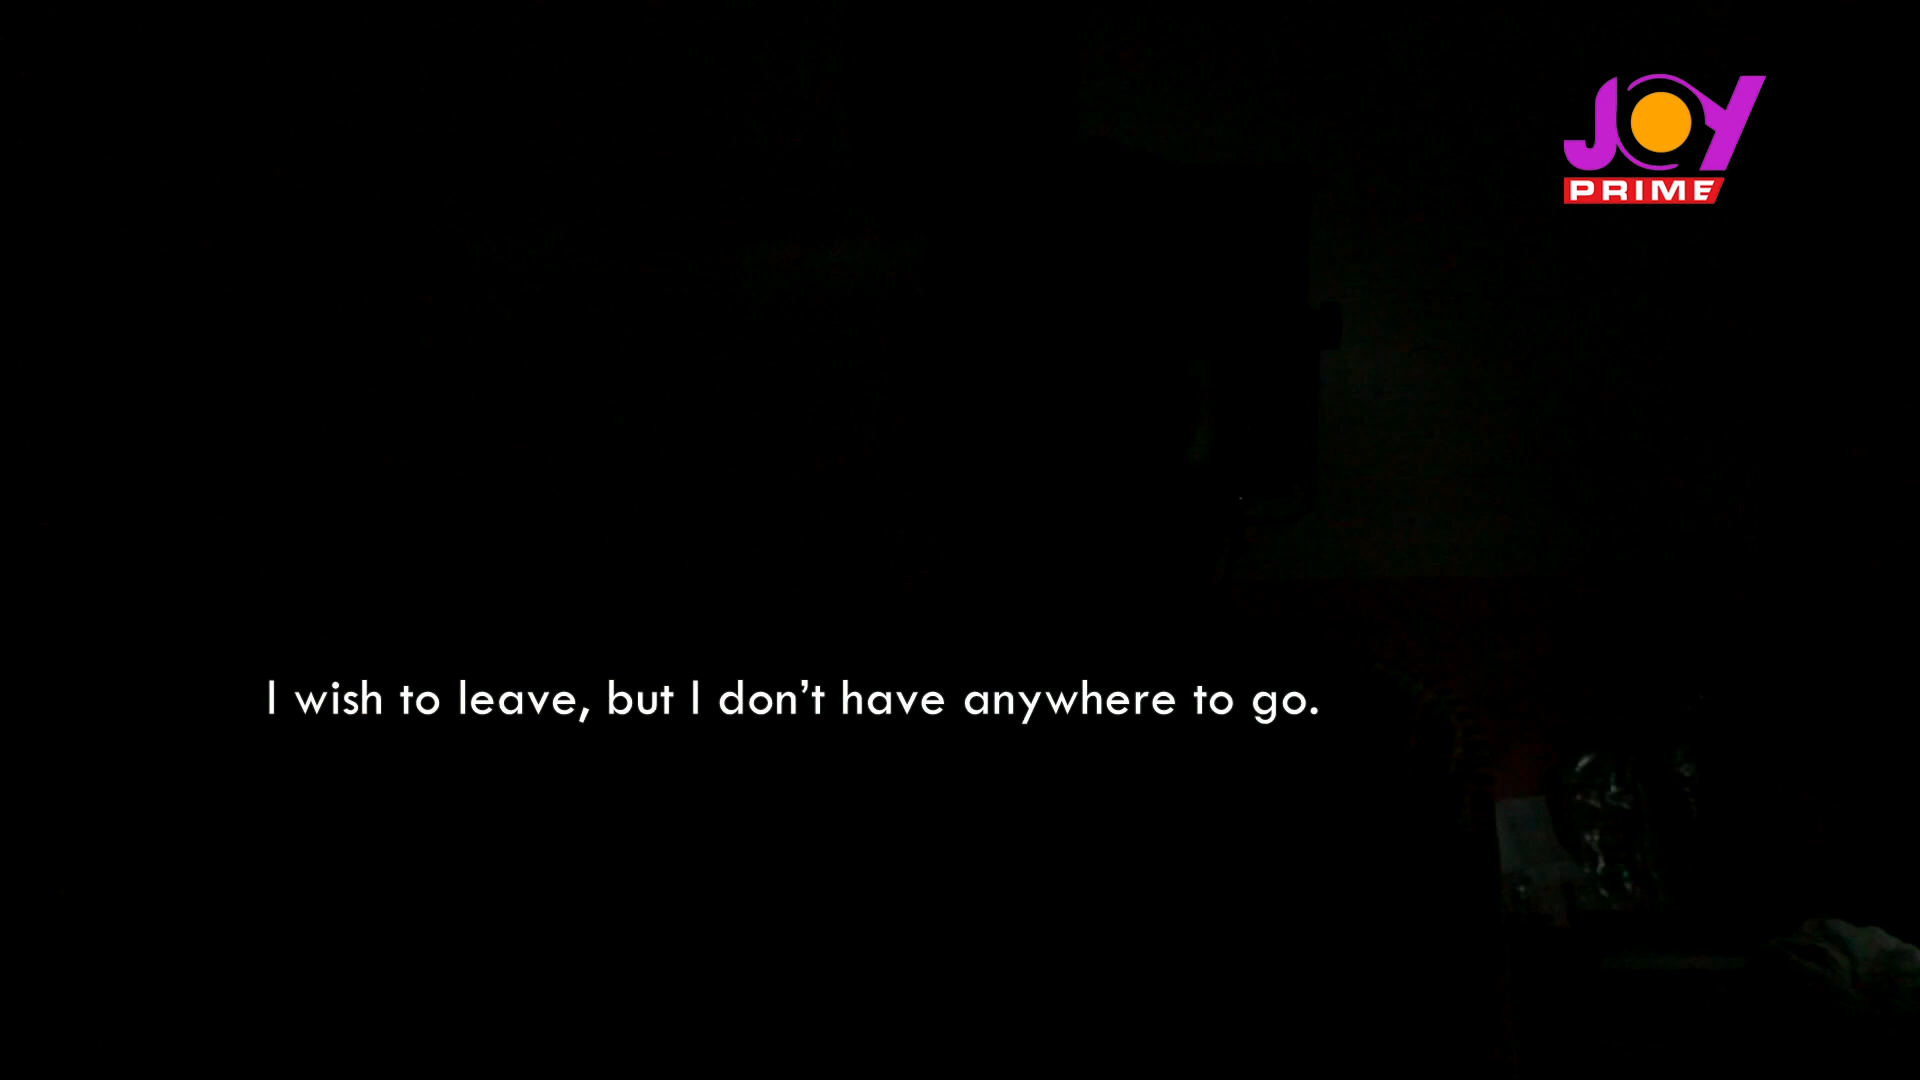 JOY
PRIME
I wish to leave, but I don’t have anywhere to go.